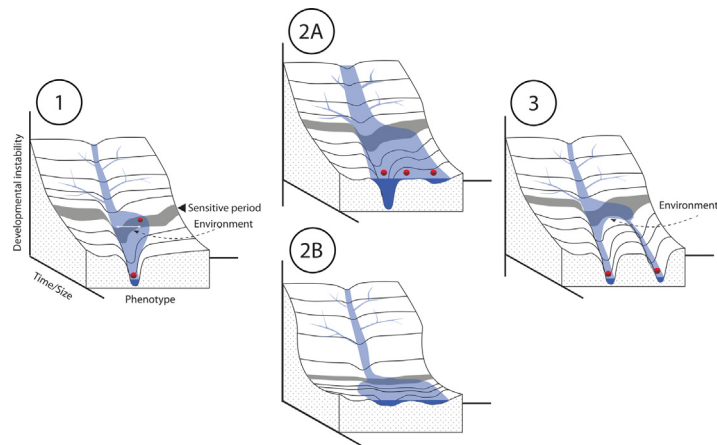 1
Developmental instability
Time/Size
Phenotype
Sensitive period
Environment
2A
2B
3
Environment